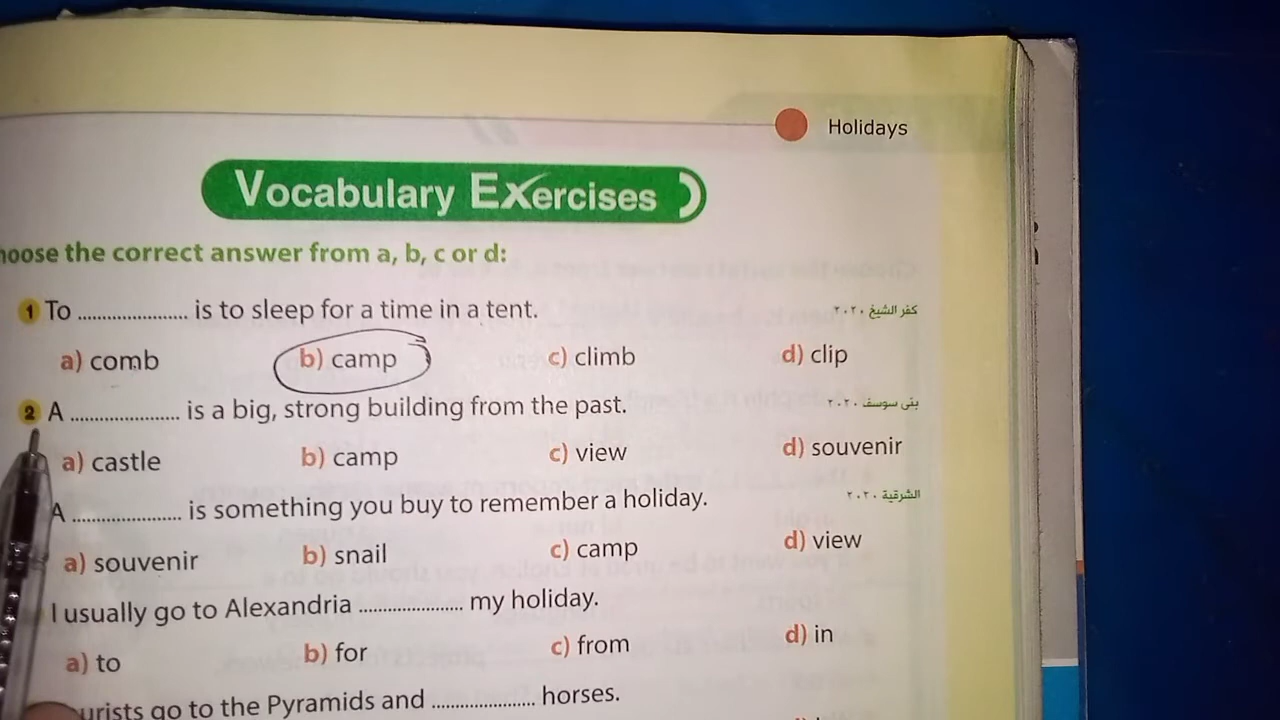 Holidays
Vocabulary Exercises
hoose the correct answer from a, b, c or d:
1 To .................... is to sleep for a time in a tent. كفر الشيخ ٢٠٢٠
a) comb b) camp c) climb d) clip
2 A .................... is a big, strong building from the past. بنى سوسف ٢٠٢٠
a) castle b) camp c) view d) souvenir
A .................... is something you buy to remember a holiday. الشرقية ٢٠٢٠
a) souvenir b) snail c) camp d) view
I usually go to Alexandria .................... my holiday.
a) to b) for c) from d) in
urists go to the Pyramids and .................... horses.